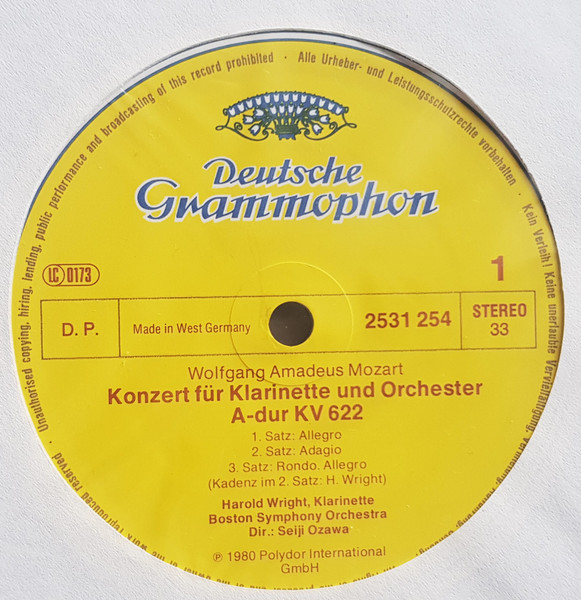 Alle Urheber- und Leistungsschutzrechte vorbehalten · Kein Verleih! Keine unerlaubte Vervielfältigung,
Unauthorised copying, hiring, lending, public performance and broadcasting of this record prohibited ·
Deutsche
Grammophon
LC 0173
1
D. P.
Made in West Germany
2531 254
STEREO
33
Wolfgang Amadeus Mozart
Konzert für Klarinette und Orchester
A-dur KV 622
1. Satz: Allegro
2. Satz: Adagio
3. Satz: Rondo. Allegro
(Kadenz im 2. Satz: H. Wright)
Harold Wright, Klarinette
Boston Symphony Orchestra
Dir.: Seiji Ozawa
℗ 1980 Polydor International
GmbH